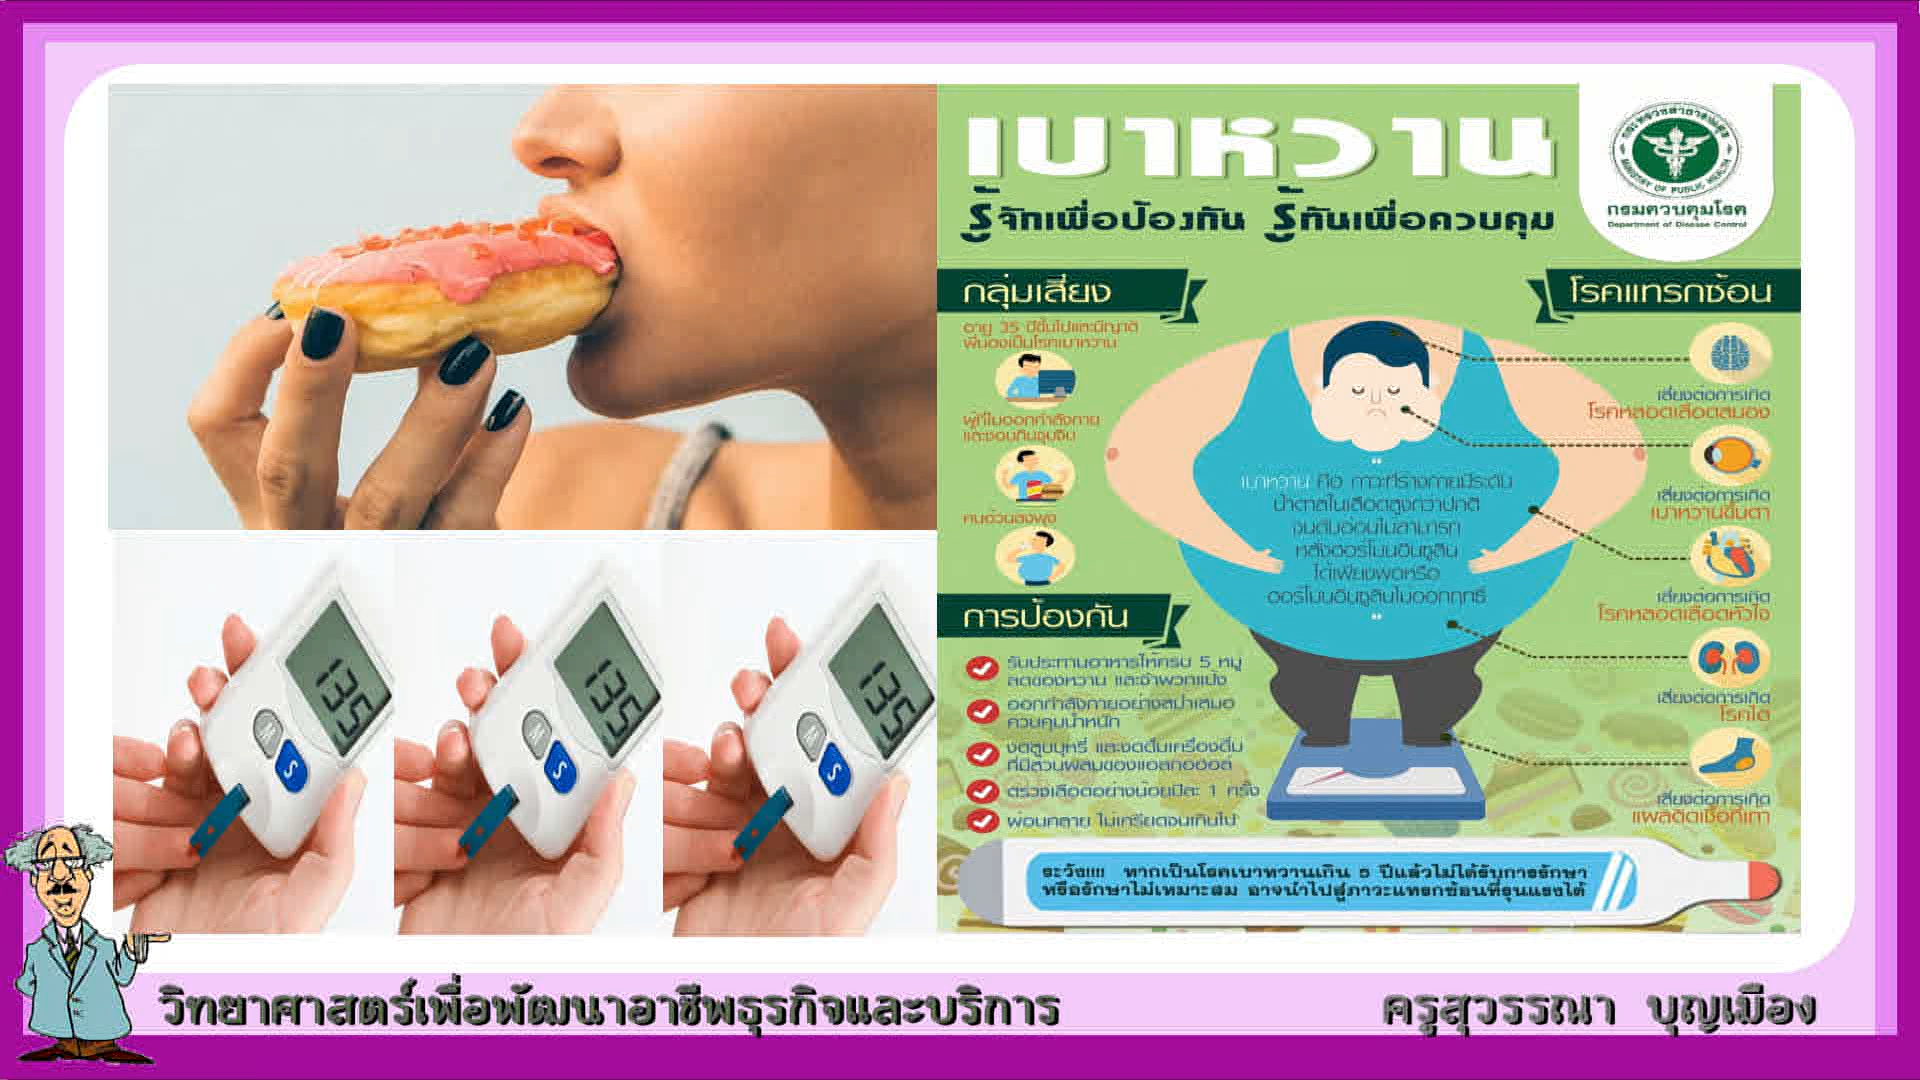 เบาหวาน
รู้จักเพื่อป้องกัน รู้ทันเพื่อควบคุม
กระทรวงสาธารณสุข
MINISTRY OF PUBLIC HEALTH
กรมควบคุมโรค
Department of Disease Control
กลุ่มเสี่ยง
อายุ 35 ปีขึ้นไปและมีญาติ
พี่น้องเป็นโรคเบาหวาน
ผู้ที่ไม่ออกกำลังกาย
และชอบกินจุบจิบ
คนอ้วนลงพุง
การป้องกัน
รับประทานอาหารให้ครบ 5 หมู่
ลดของหวาน และจำพวกแป้ง
ออกกำลังกายอย่างสม่ำเสมอ
ควบคุมน้ำหนัก
งดสูบบุหรี่ และงดดื่มเครื่องดื่ม
ที่มีส่วนผสมของแอลกอฮอล์
ตรวจเลือดอย่างน้อยปีละ 1 ครั้ง
ผ่อนคลาย ไม่เครียดจนเกินไป
“
เบาหวาน คือ ภาวะที่ร่างกายมีระดับ
น้ำตาลในเลือดสูงกว่าปกติ
จนตับอ่อนไม่สามารถ
หลั่งฮอร์โมนอินซูลิน
ได้เพียงพอหรือ
ฮอร์โมนอินซูลินไม่ออกฤทธิ์
”
โรคแทรกซ้อน
เสี่ยงต่อการเกิด
โรคหลอดเลือดสมอง
เสี่ยงต่อการเกิด
เบาหวานขึ้นตา
เสี่ยงต่อการเกิด
โรคหลอดเลือดหัวใจ
เสี่ยงต่อการเกิด
โรคไต
เสี่ยงต่อการเกิด
แผลติดเชื้อที่เท้า
ระวัง!!!! หากเป็นโรคเบาหวานเกิน ๕ ปีแล้วไม่ได้รับการรักษา
หรือรักษาไม่เหมาะสม อาจนำไปสู่ภาวะแทรกซ้อนที่รุนแรงได้
135
M
S
135
M
S
135
M
S
วิทยาศาสตร์เพื่อพัฒนาอาชีพธุรกิจและบริการ
ครูสุวรรณา บุญเมือง